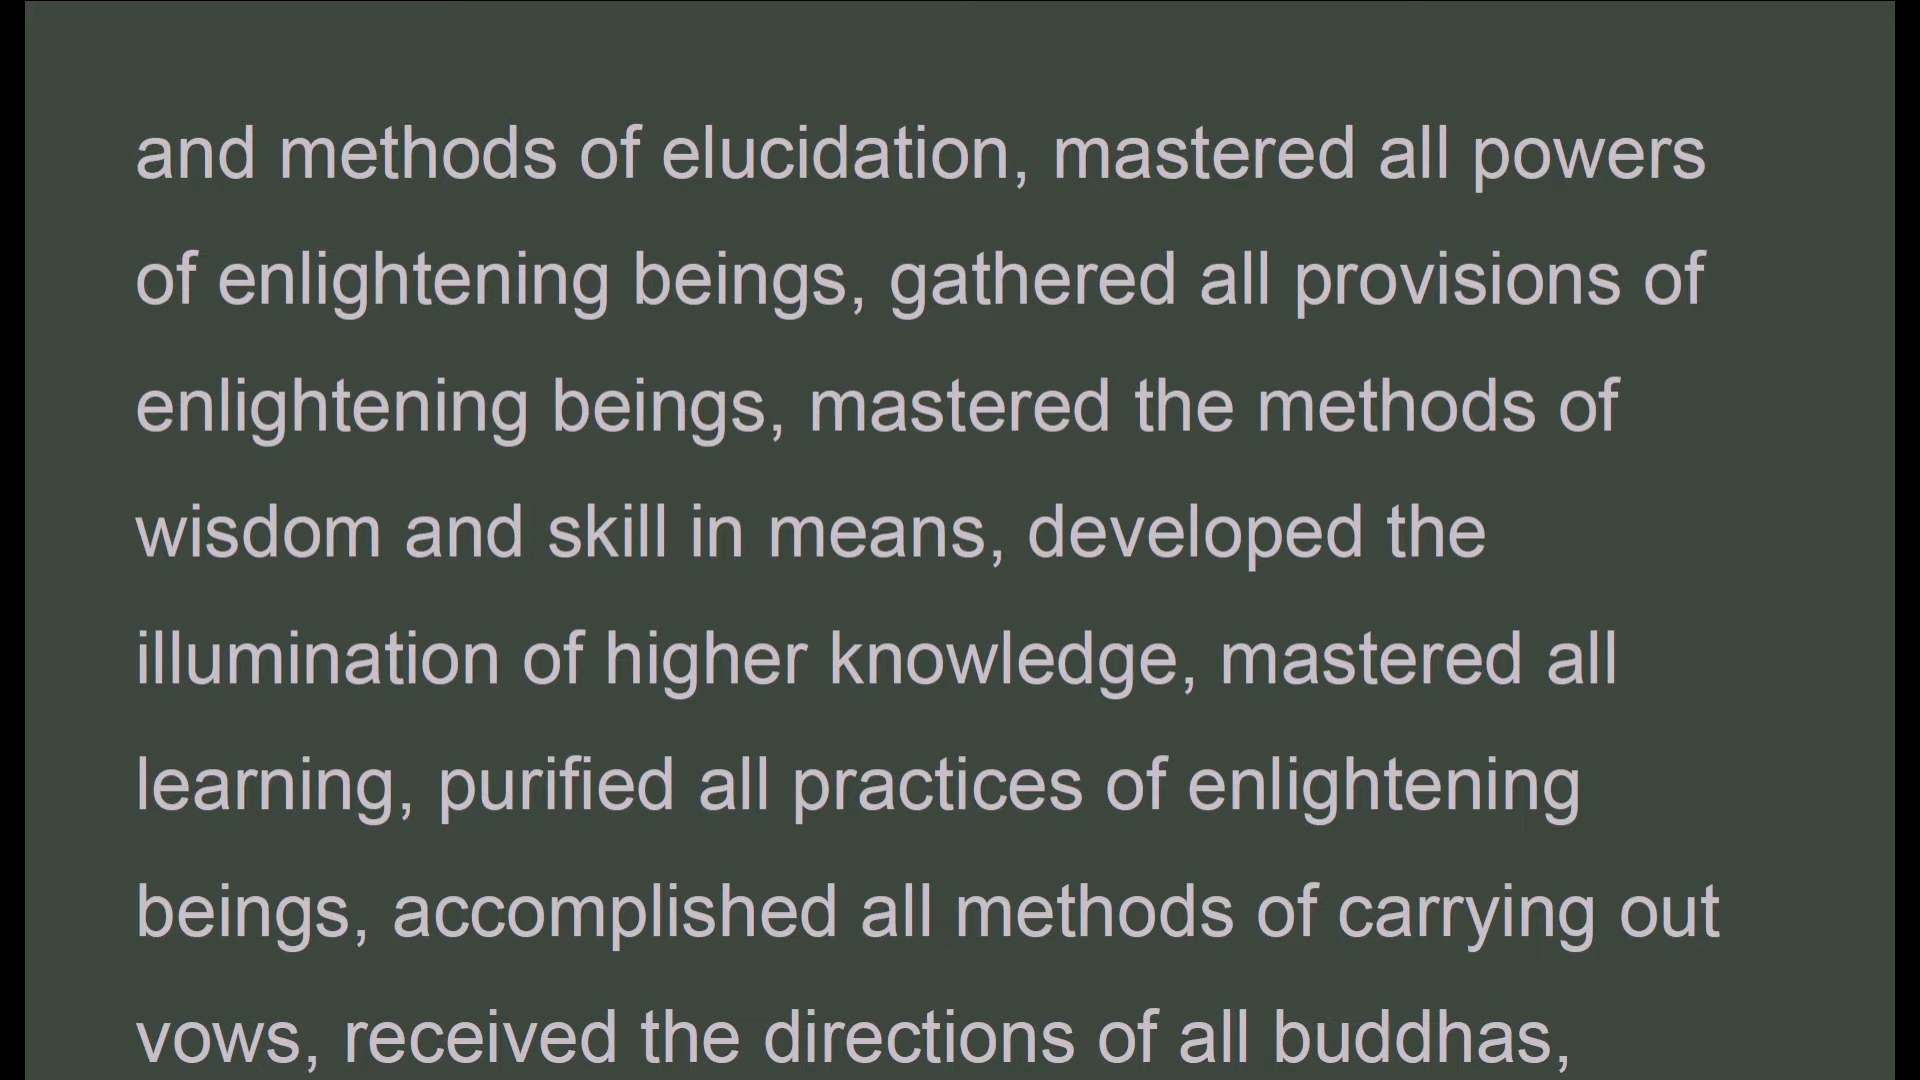 and methods of elucidation, mastered all powers
of enlightening beings, gathered all provisions of
enlightening beings, mastered the methods of
wisdom and skill in means, developed the
illumination of higher knowledge, mastered all
learning, purified all practices of enlightening
beings, accomplished all methods of carrying out
vows, received the directions of all buddhas,